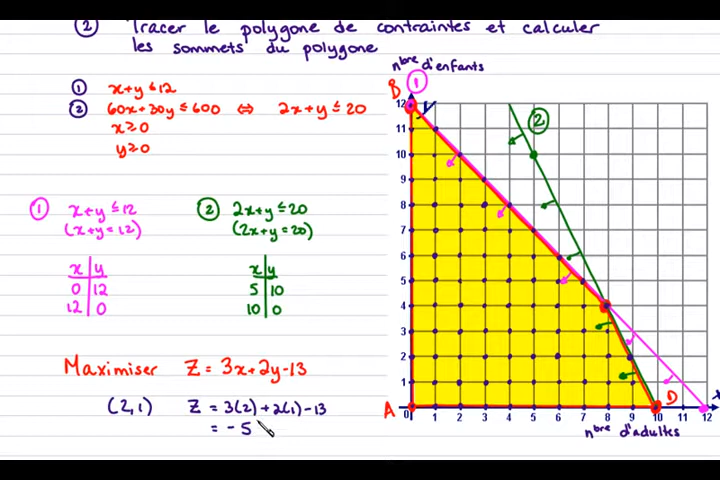 ② Tracer le polygone de contraintes et calculer
les sommets du polygone
① x+y ≤ 12
② 60x+30y ≤ 600 ⇔ 2x+y ≤ 20
x ≥ 0
y ≥ 0
① x+y ≤ 12
(x+y = 12)
x y
0 12
12 0
② 2x+y ≤ 20
(2x+y = 20)
x y
5 10
10 0
Maximiser Z = 3x+2y-13
(2,1) Z = 3(2)+2(1)-13
= -5
nbre d'enfants
B ①
y
②
12
11
10
9
8
7
6
5
4
3
2
1
A
D
0 1 2 3 4 5 6 7 8 9 10 11 12
x
nbre d'adultes